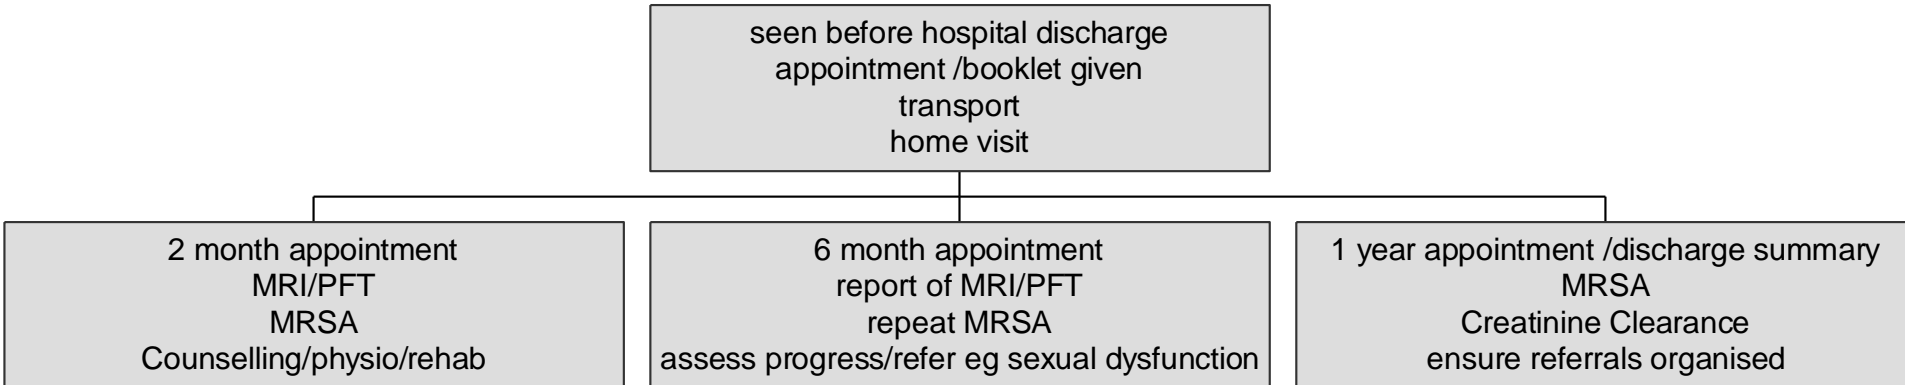 seen before hospital discharge
appointment /booklet given
transport
home visit
2 month appointment
MRI/PFT
MRSA
Counselling/physio/rehab
6 month appointment
report of MRI/PFT
repeat MRSA
assess progress/refer eg sexual dysfunction
1 year appointment /discharge summary
MRSA
Creatinine Clearance
ensure referrals organised